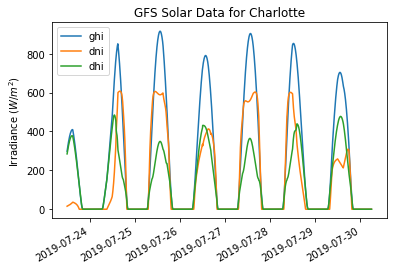 GFS Solar Data for Charlotte
ghi
dni
dhi
Irradiance (W/m²)
800
600
400
200
0
2019-07-24
2019-07-25
2019-07-26
2019-07-27
2019-07-28
2019-07-29
2019-07-30